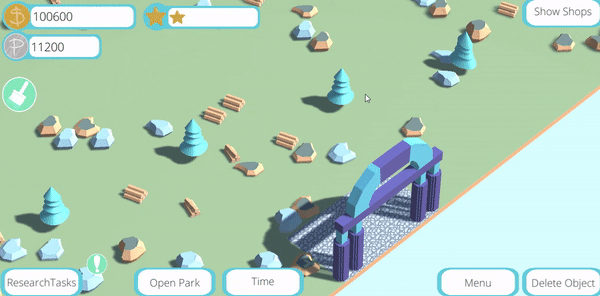 100600
Show Shops
11200
ResearchTasks
Open Park
Time
Menu
Delete Object